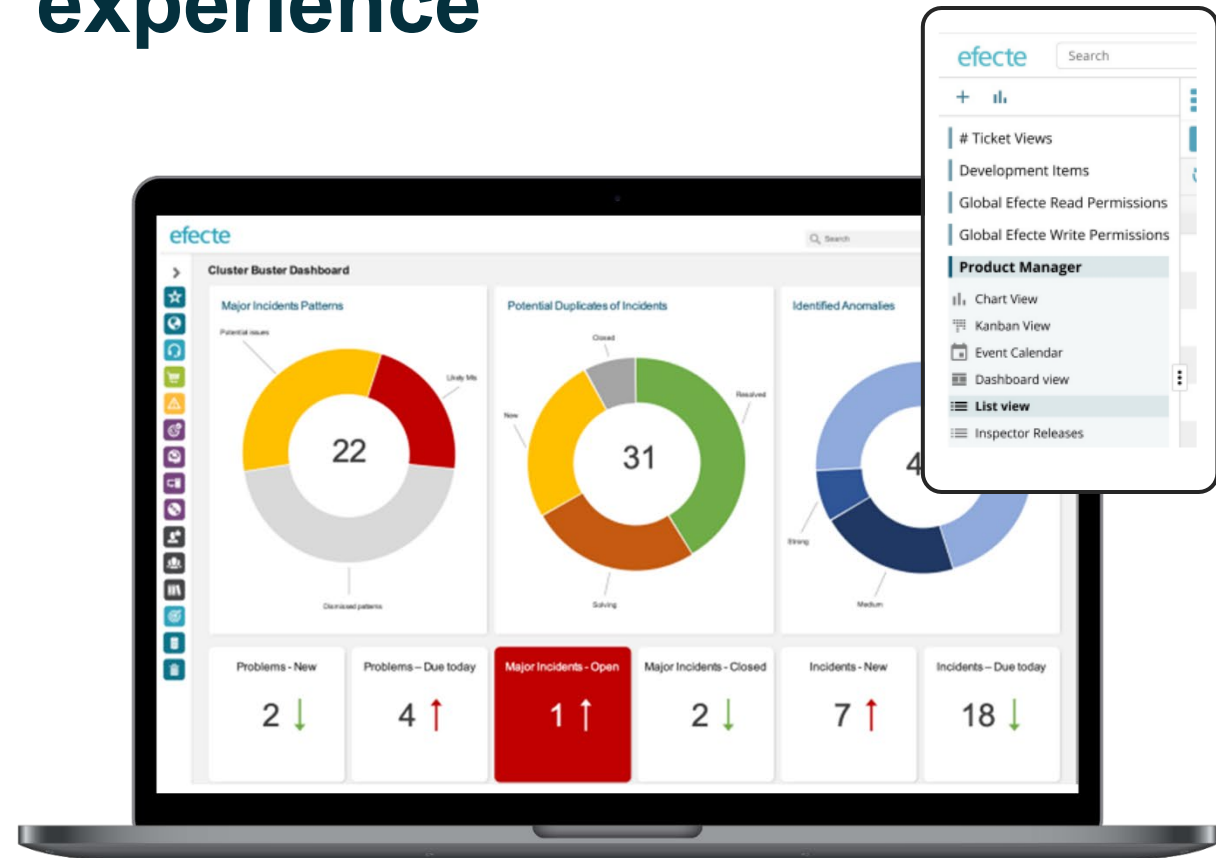 experience
efecte
Search
# Ticket Views
Development Items
Global Efecte Read Permissions
Global Efecte Write Permissions
Product Manager
Chart View
Kanban View
Event Calendar
Dashboard view
List view
Inspector Releases
efecte
Search
Cluster Buster Dashboard
Major Incidents Patterns
Potential issues
Likely MIs
22
Dismissed patterns
Potential Duplicates of Incidents
Closed
New
Resolved
31
Solving
Identified Anomalies
4
Strong
Medium
Problems - New
2
Problems – Due today
4
Major Incidents - Open
1
Major Incidents - Closed
2
Incidents - New
7
Incidents – Due today
18